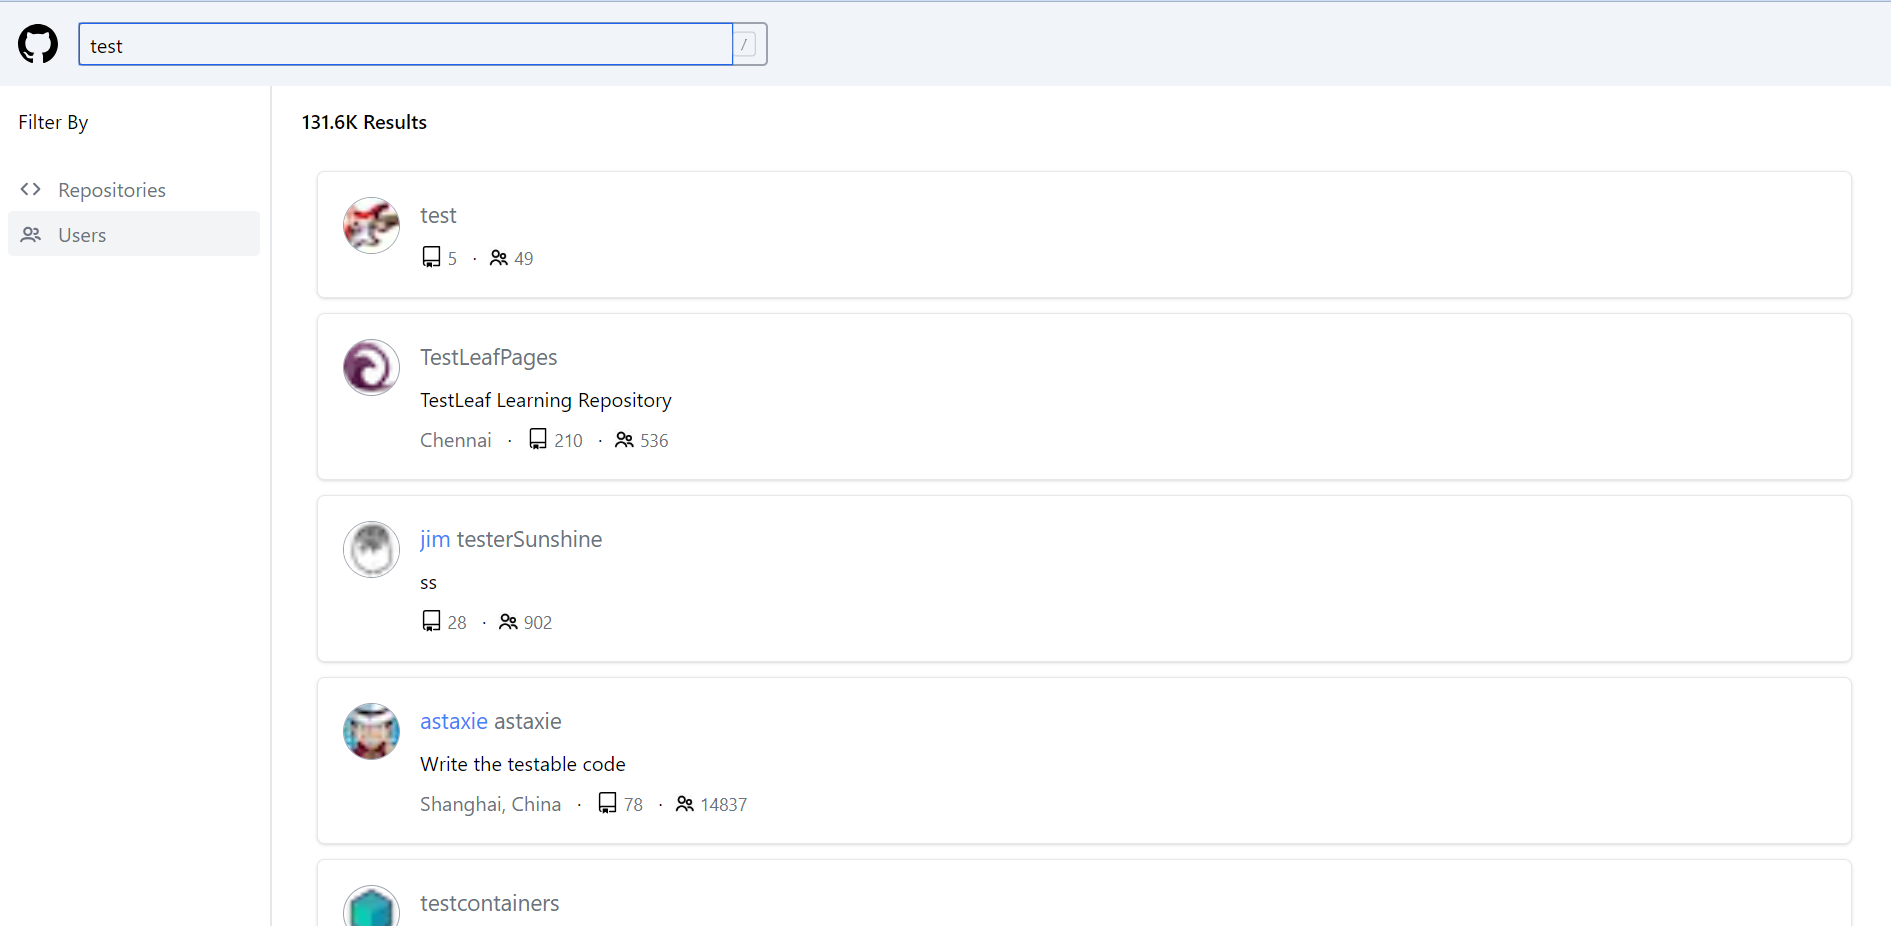 test /
Filter By
Repositories
Users
131.6K Results
test
5 · 49
TestLeafPages
TestLeaf Learning Repository
Chennai · 210 · 536
jim testerSunshine
ss
28 · 902
astaxie astaxie
Write the testable code
Shanghai, China · 78 · 14837
testcontainers